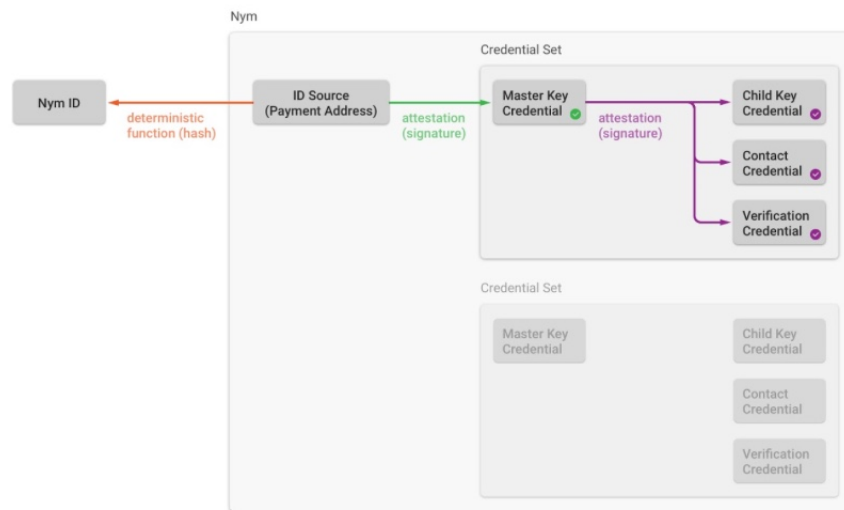 Nym
Credential Set
Nym ID
ID Source
(Payment Address)
Master Key
Credential
Child Key
Credential
deterministic
function (hash)
attestation
(signature)
attestation
(signature)
Contact
Credential
Verification
Credential
Credential Set
Master Key
Credential
Child Key
Credential
Contact
Credential
Verification
Credential